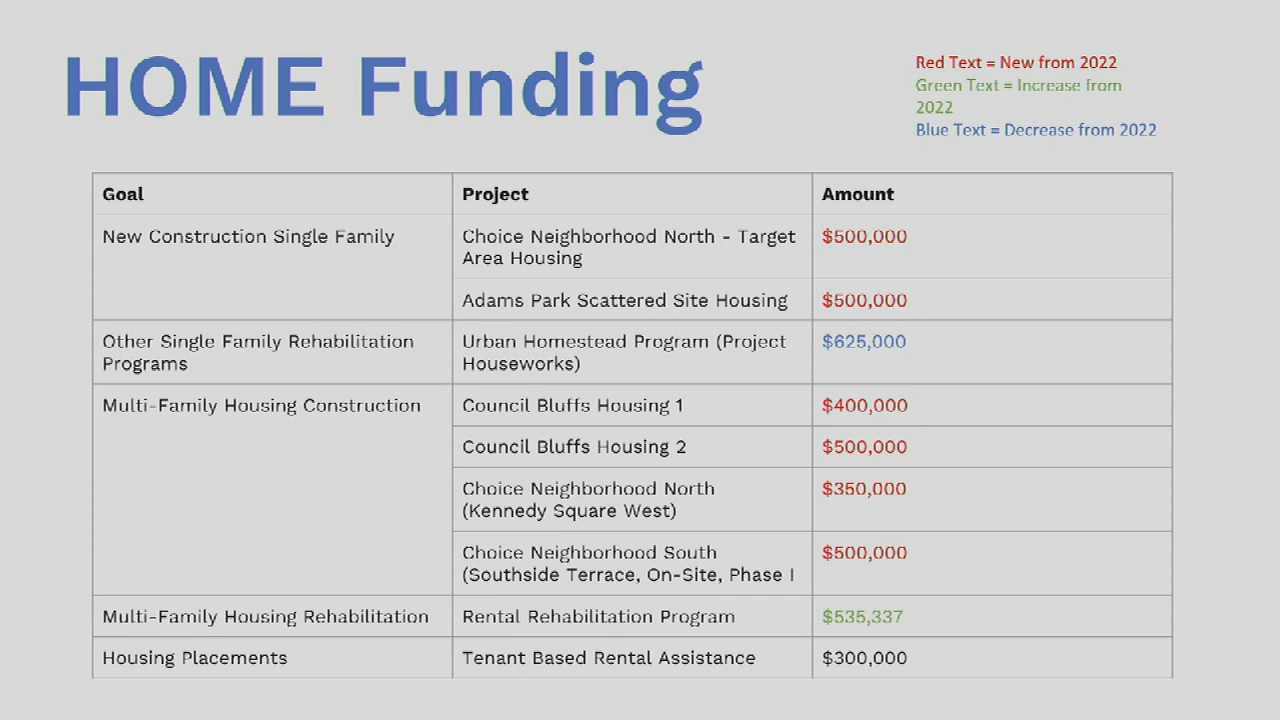 HOME Funding
Red Text = New from 2022
Green Text = Increase from
2022
Blue Text = Decrease from 2022
Goal Project Amount
New Construction Single Family Choice Neighborhood North - Target $500,000
Area Housing
Adams Park Scattered Site Housing $500,000
Other Single Family Rehabilitation Urban Homestead Program (Project $625,000
Programs Houseworks)
Multi-Family Housing Construction Council Bluffs Housing 1 $400,000
Council Bluffs Housing 2 $500,000
Choice Neighborhood North $350,000
(Kennedy Square West)
Choice Neighborhood South $500,000
(Southside Terrace, On-Site, Phase I
Multi-Family Housing Rehabilitation Rental Rehabilitation Program $535,337
Housing Placements Tenant Based Rental Assistance $300,000